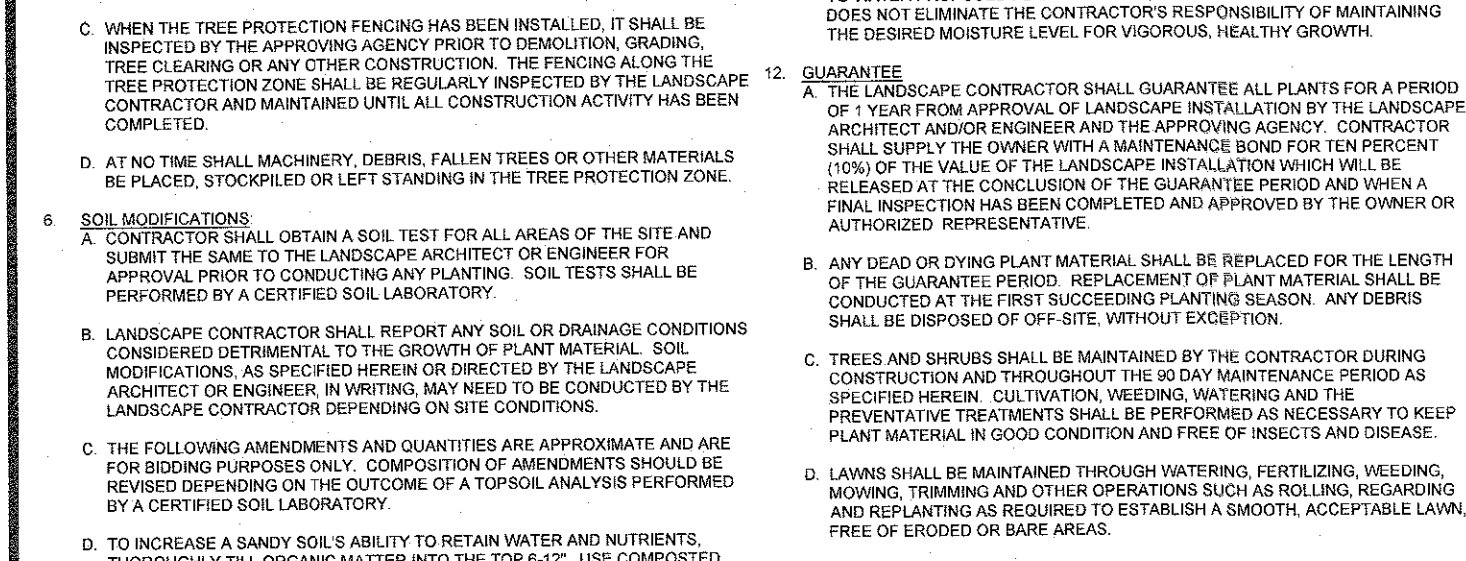 C. WHEN THE TREE PROTECTION FENCING HAS BEEN INSTALLED, IT SHALL BE
INSPECTED BY THE APPROVING AGENCY PRIOR TO DEMOLITION, GRADING,
TREE CLEARING OR ANY OTHER CONSTRUCTION. THE FENCING ALONG THE
TREE PROTECTION ZONE SHALL BE REGULARLY INSPECTED BY THE LANDSCAPE
CONTRACTOR AND MAINTAINED UNTIL ALL CONSTRUCTION ACTIVITY HAS BEEN
COMPLETED.
D. AT NO TIME SHALL MACHINERY, DEBRIS, FALLEN TREES OR OTHER MATERIALS
BE PLACED, STOCKPILED OR LEFT STANDING IN THE TREE PROTECTION ZONE.
6. SOIL MODIFICATIONS:
A. CONTRACTOR SHALL OBTAIN A SOIL TEST FOR ALL AREAS OF THE SITE AND
SUBMIT THE SAME TO THE LANDSCAPE ARCHITECT OR ENGINEER FOR
APPROVAL PRIOR TO CONDUCTING ANY PLANTING. SOIL TESTS SHALL BE
PERFORMED BY A CERTIFIED SOIL LABORATORY.
B. LANDSCAPE CONTRACTOR SHALL REPORT ANY SOIL OR DRAINAGE CONDITIONS
CONSIDERED DETRIMENTAL TO THE GROWTH OF PLANT MATERIAL. SOIL
MODIFICATIONS, AS SPECIFIED HEREIN OR DIRECTED BY THE LANDSCAPE
ARCHITECT OR ENGINEER, IN WRITING, MAY NEED TO BE CONDUCTED BY THE
LANDSCAPE CONTRACTOR DEPENDING ON SITE CONDITIONS.
C. THE FOLLOWING AMENDMENTS AND QUANTITIES ARE APPROXIMATE AND ARE
FOR BIDDING PURPOSES ONLY. COMPOSITION OF AMENDMENTS SHOULD BE
REVISED DEPENDING ON THE OUTCOME OF A TOPSOIL ANALYSIS PERFORMED
BY A CERTIFIED SOIL LABORATORY.
D. TO INCREASE A SANDY SOIL'S ABILITY TO RETAIN WATER AND NUTRIENTS,
THOROUGHLY TILL ORGANIC MATTER INTO THE TOP 6-12". USE COMPOSTED
DOES NOT ELIMINATE THE CONTRACTOR'S RESPONSIBILITY OF MAINTAINING
THE DESIRED MOISTURE LEVEL FOR VIGOROUS, HEALTHY GROWTH.
12. GUARANTEE
A. THE LANDSCAPE CONTRACTOR SHALL GUARANTEE ALL PLANTS FOR A PERIOD
OF 1 YEAR FROM APPROVAL OF LANDSCAPE INSTALLATION BY THE LANDSCAPE
ARCHITECT AND/OR ENGINEER AND THE APPROVING AGENCY. CONTRACTOR
SHALL SUPPLY THE OWNER WITH A MAINTENANCE BOND FOR TEN PERCENT
(10%) OF THE VALUE OF THE LANDSCAPE INSTALLATION WHICH WILL BE
RELEASED AT THE CONCLUSION OF THE GUARANTEE PERIOD AND WHEN A
FINAL INSPECTION HAS BEEN COMPLETED AND APPROVED BY THE OWNER OR
AUTHORIZED REPRESENTATIVE.
B. ANY DEAD OR DYING PLANT MATERIAL SHALL BE REPLACED FOR THE LENGTH
OF THE GUARANTEE PERIOD. REPLACEMENT OF PLANT MATERIAL SHALL BE
CONDUCTED AT THE FIRST SUCCEEDING PLANTING SEASON. ANY DEBRIS
SHALL BE DISPOSED OF OFF-SITE, WITHOUT EXCEPTION.
C. TREES AND SHRUBS SHALL BE MAINTAINED BY THE CONTRACTOR DURING
CONSTRUCTION AND THROUGHOUT THE 90 DAY MAINTENANCE PERIOD AS
SPECIFIED HEREIN. CULTIVATION, WEEDING, WATERING AND THE
PREVENTATIVE TREATMENTS SHALL BE PERFORMED AS NECESSARY TO KEEP
PLANT MATERIAL IN GOOD CONDITION AND FREE OF INSECTS AND DISEASE.
D. LAWNS SHALL BE MAINTAINED THROUGH WATERING, FERTILIZING, WEEDING,
MOWING, TRIMMING AND OTHER OPERATIONS SUCH AS ROLLING, REGARDING
AND REPLANTING AS REQUIRED TO ESTABLISH A SMOOTH, ACCEPTABLE LAWN,
FREE OF ERODED OR BARE AREAS.